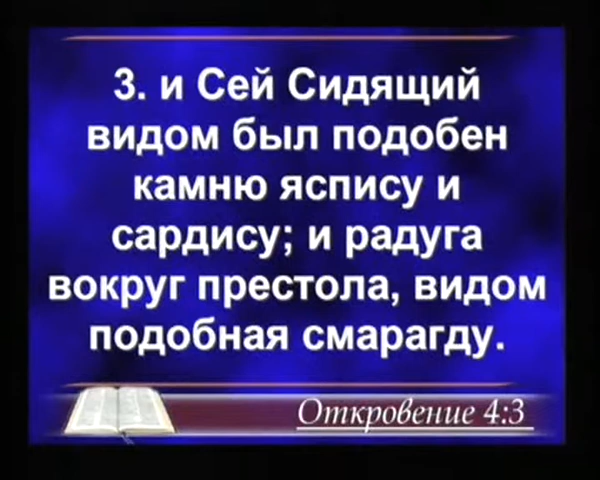 3. и Сей Сидящий
видом был подобен
камню яспису и
сардису; и радуга
вокруг престола, видом
подобная смарагду.
Откровение 4:3